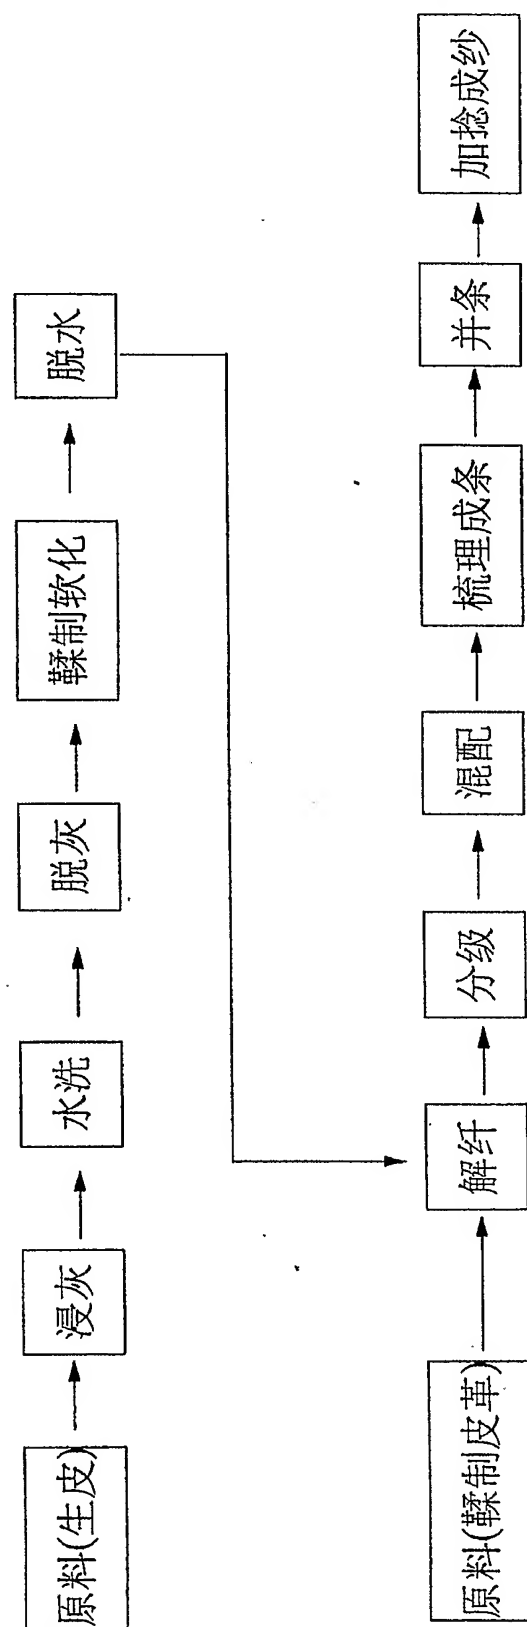 原料(生皮)
浸灰
水洗
脱灰
鞣制软化
脱水
原料(鞣制皮革)
解纤
分级
混配
梳理成条
并条
加捻成纱